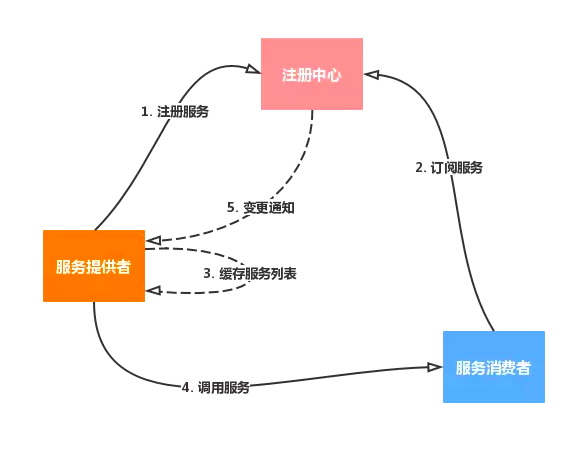 注册中心
1. 注册服务
2. 订阅服务
5. 变更通知
服务提供者
3. 缓存服务列表
服务消费者
4. 调用服务